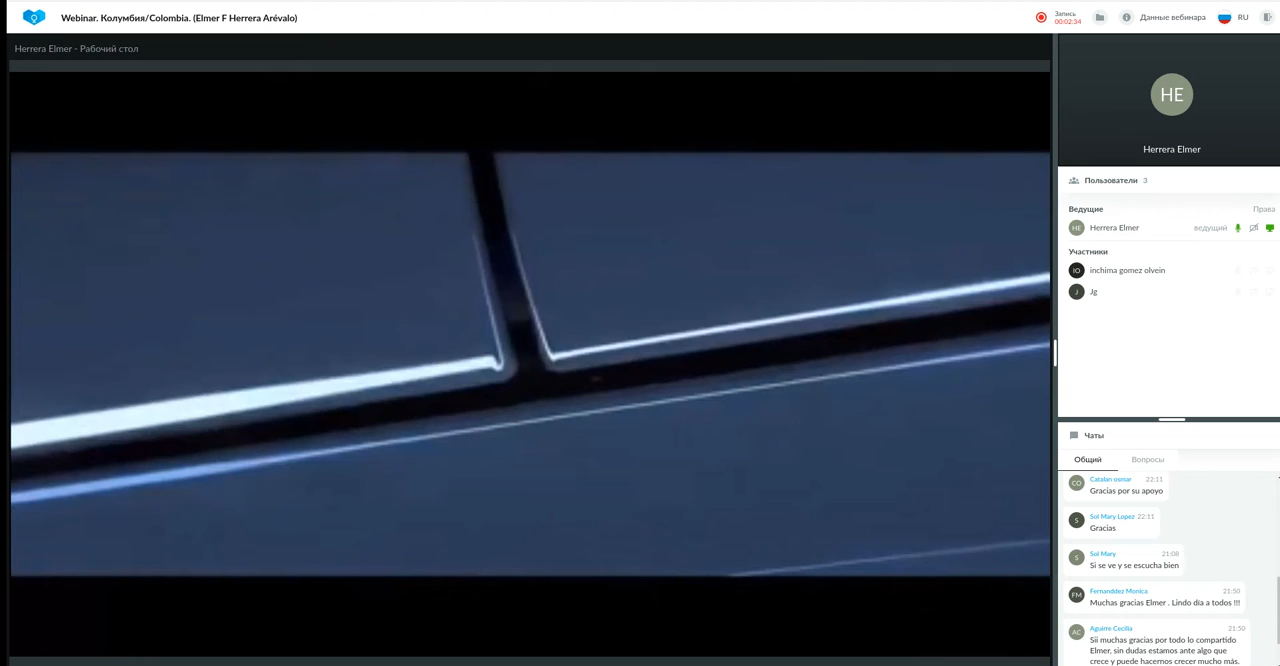 Webinar. Колумбия/Colombia. (Elmer F Herrera Arévalo)
Запись
00:02:34
Данные вебинара
RU
Herrera Elmer - Рабочий стол
HE
Herrera Elmer
Пользователи 3
Ведущие Права
HE Herrera Elmer ведущий
Участники
IO inchima gomez olvein
J Jg
Чаты
Общий Вопросы
CO Catalan osmar 22:11
Gracias por su apoyo
S Sol Mary Lopez 22:11
Gracias
S Sol Mary 21:08
Si se ve y se escucha bien
FM Fernanddez Monica 21:50
Muchas gracias Elmer . Lindo día a todos !!!
AC Aguirre Cecilia 21:50
Sii muchas gracias por todo lo compartido
Elmer, sin dudas estamos ante algo que
crece y puede hacernos crecer mucho más.